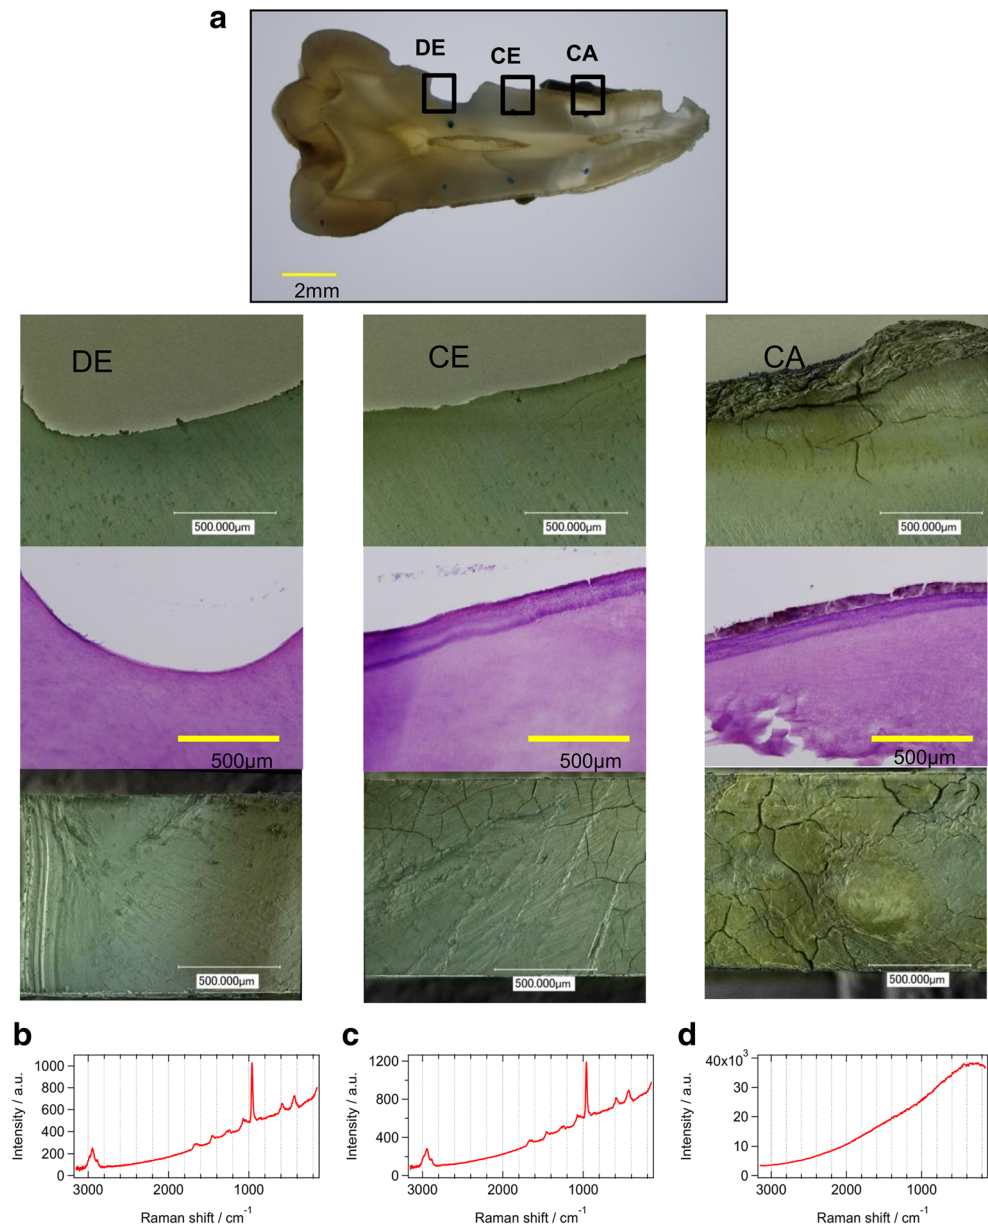 a
DE
CE
CA
2mm
DE
CE
CA
500.000µm
500.000µm
500.000µm
500µm
500µm
500µm
500.000µm
500.000µm
500.000µm
b
c
d
Intensity / a.u.
1000
800
600
400
200
0
3000
2000
1000
Raman shift / cm⁻¹
Intensity / a.u.
1200
800
400
0
3000
2000
1000
Raman shift / cm⁻¹
Intensity / a.u.
40x10³
30
20
10
0
3000
2000
1000
Raman shift / cm⁻¹